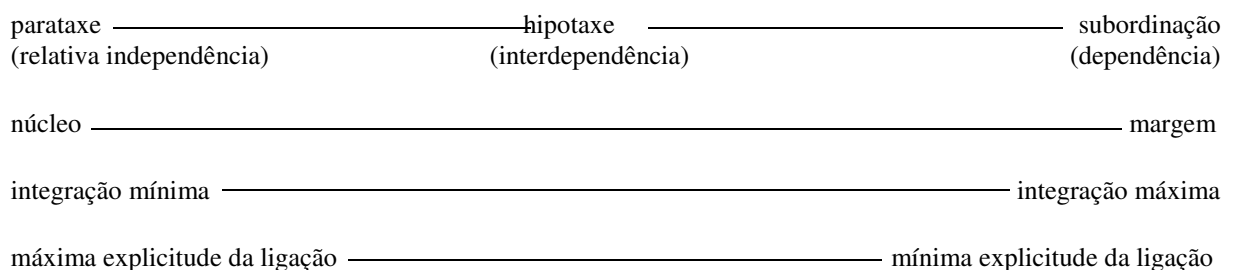 parataxe hipotaxe subordinação
(relativa independência) (interdependência) (dependência)
núcleo margem
integração mínima integração máxima
máxima explicitude da ligação mínima explicitude da ligação